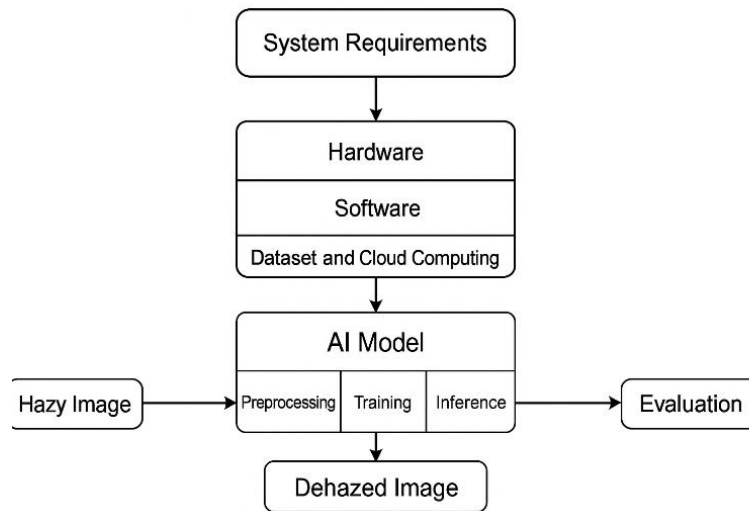 System Requirements
Hardware
Software
Dataset and Cloud Computing
AI Model
Hazy Image
Preprocessing
Training
Inference
Evaluation
Dehazed Image